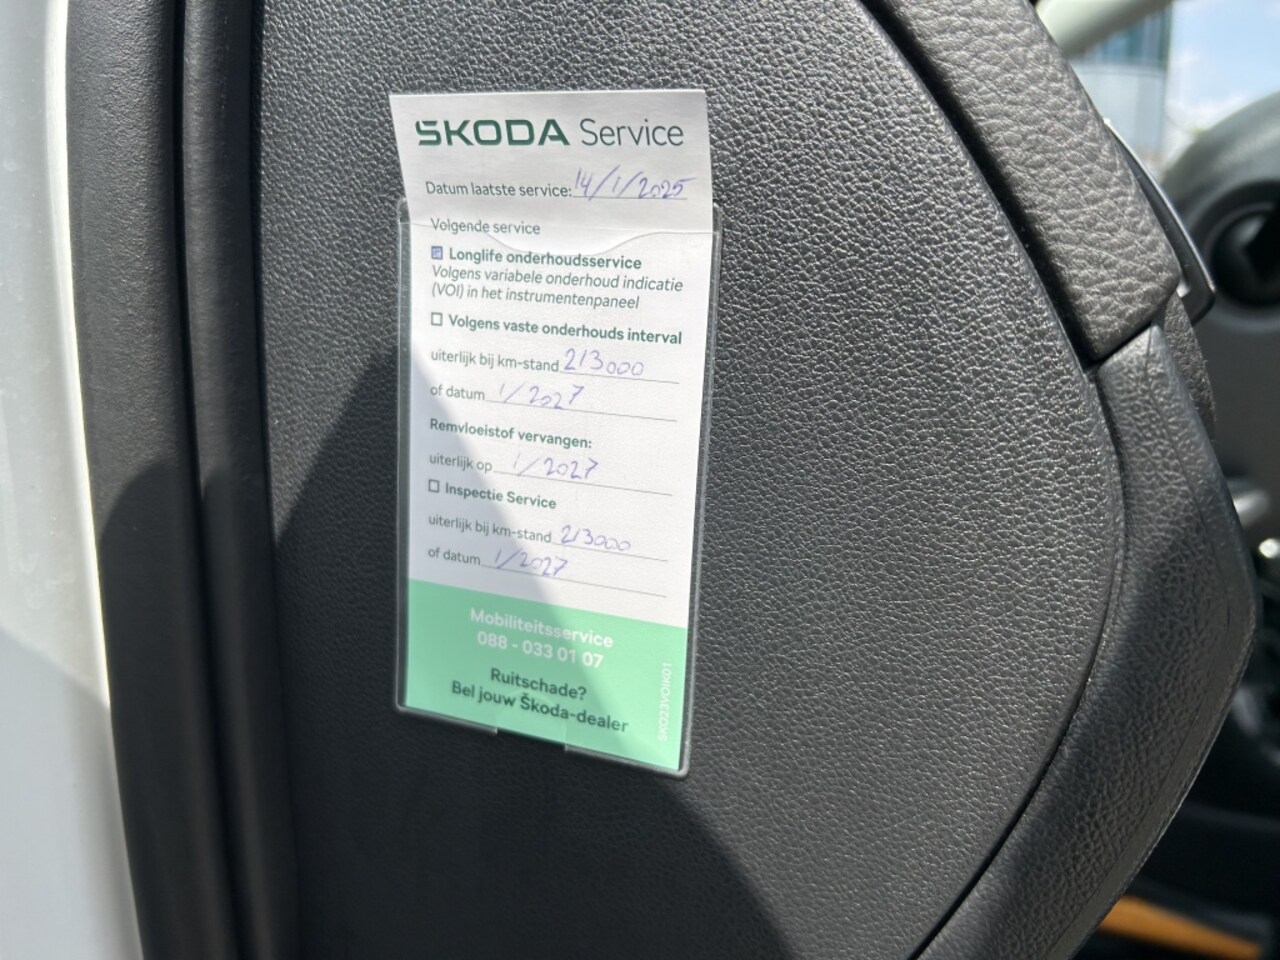 ŠKODA Service
Datum laatste service: 14/1/2025
Volgende service
Longlife onderhoudsservice
Volgens variabele onderhoud indicatie
(VOI) in het instrumentenpaneel
Volgens vaste onderhouds interval
uiterlijk bij km-stand 213000
of datum 1/2027
Remvloeistof vervangen:
uiterlijk op 1/2027
Inspectie Service
uiterlijk bij km-stand 213000
of datum 1/2027
Mobiliteitsservice
088 - 033 01 07
Ruitschade?
Bel jouw Škoda-dealer
SKO23VOIK01